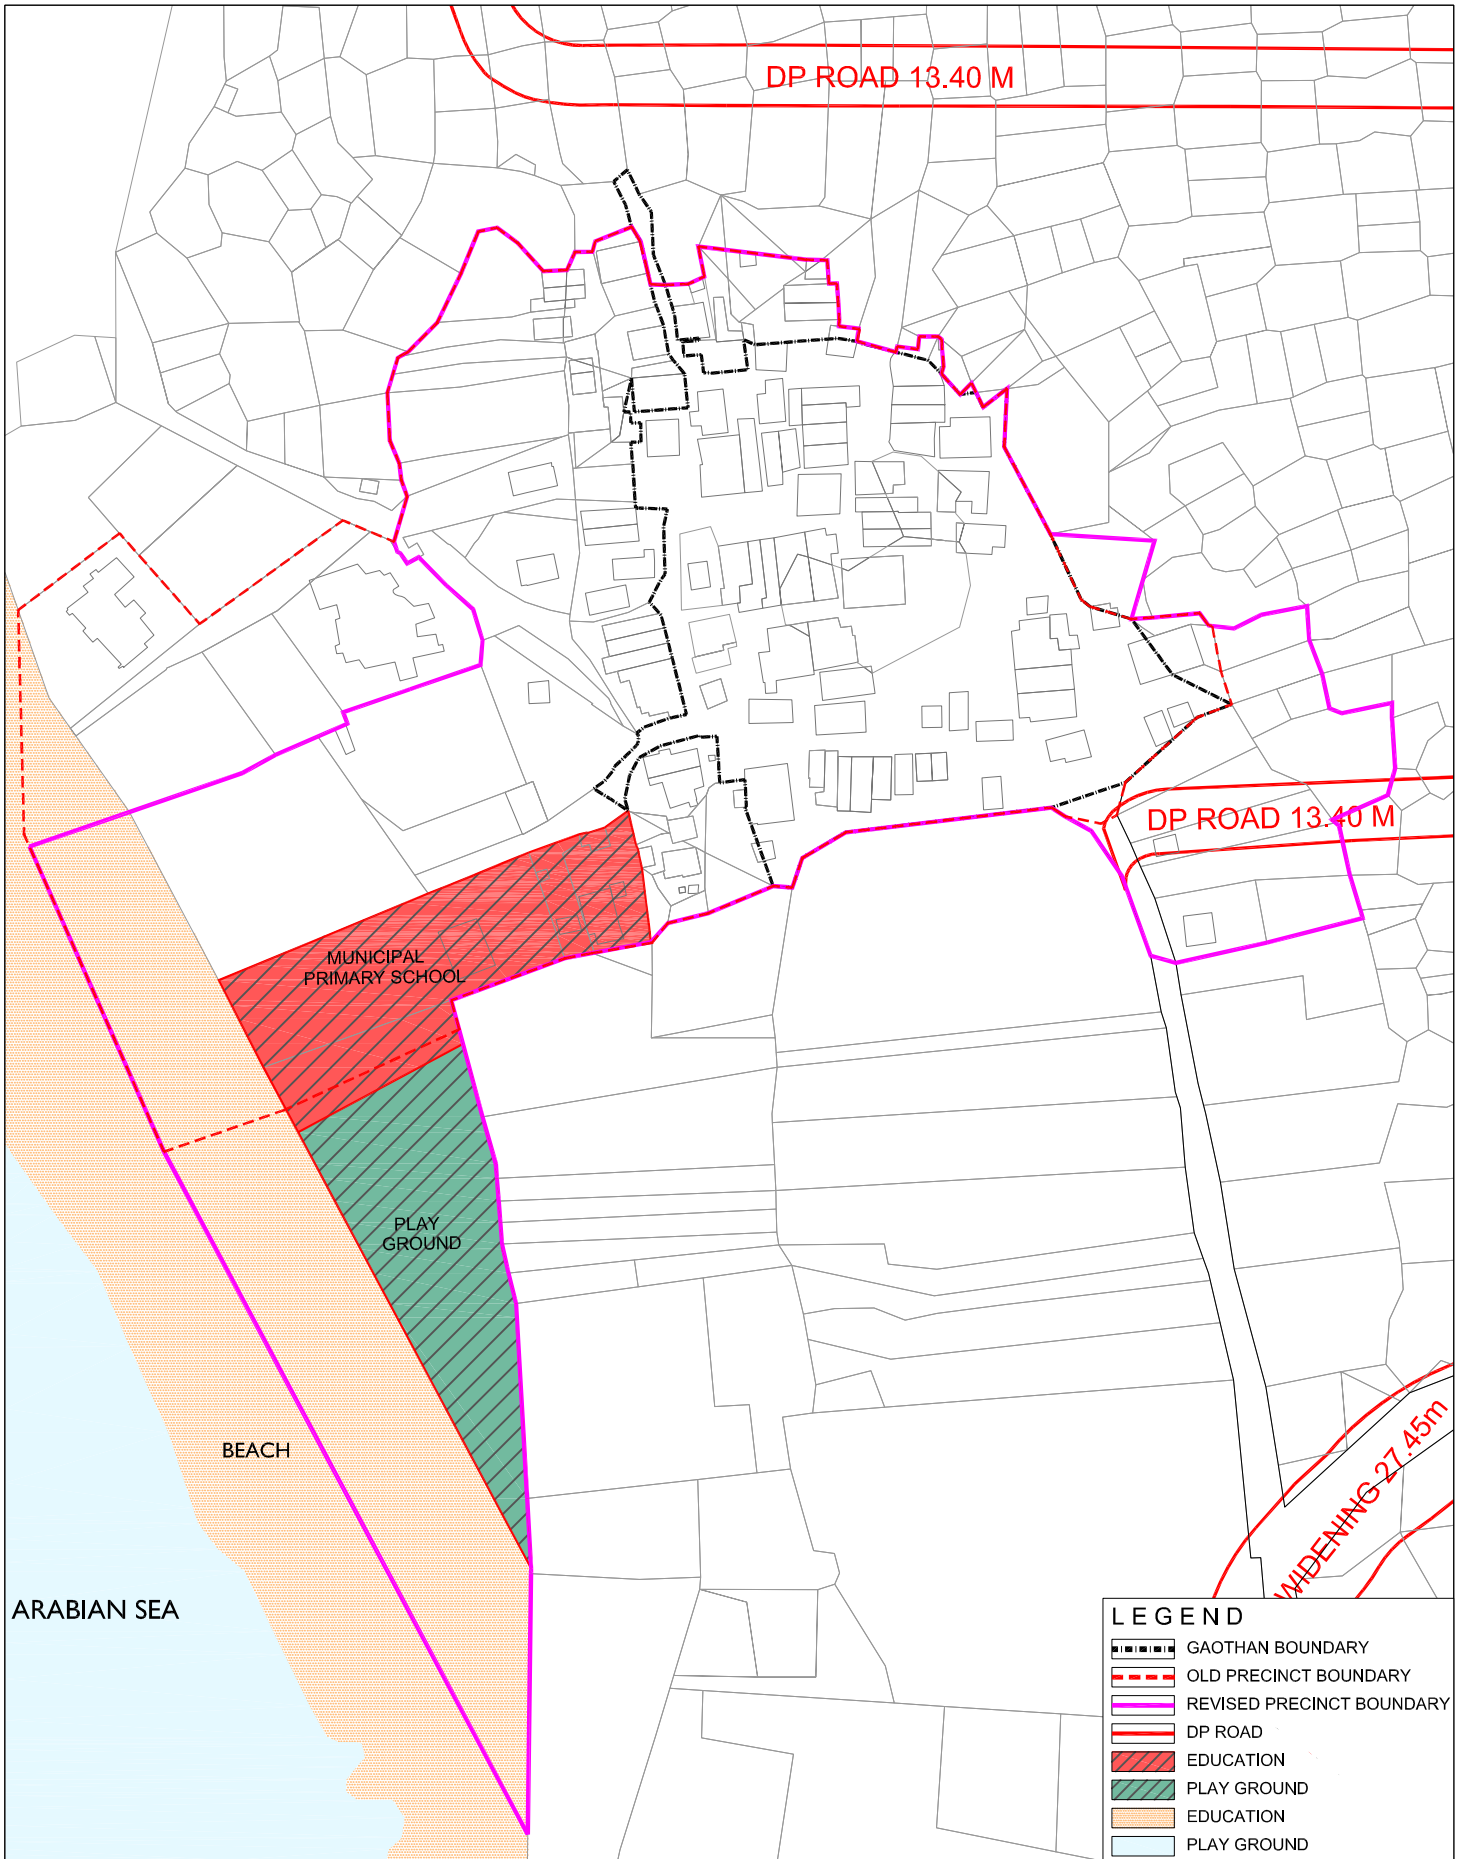 DP ROAD 13.40 M
DP ROAD 13.40 M
MUNICIPAL
PRIMARY SCHOOL
PLAY
GROUND
BEACH
WIDENING 27.45m
ARABIAN SEA
LEGEND
GAOTHAN BOUNDARY
OLD PRECINCT BOUNDARY
REVISED PRECINCT BOUNDARY
DP ROAD
EDUCATION
PLAY GROUND
EDUCATION
PLAY GROUND